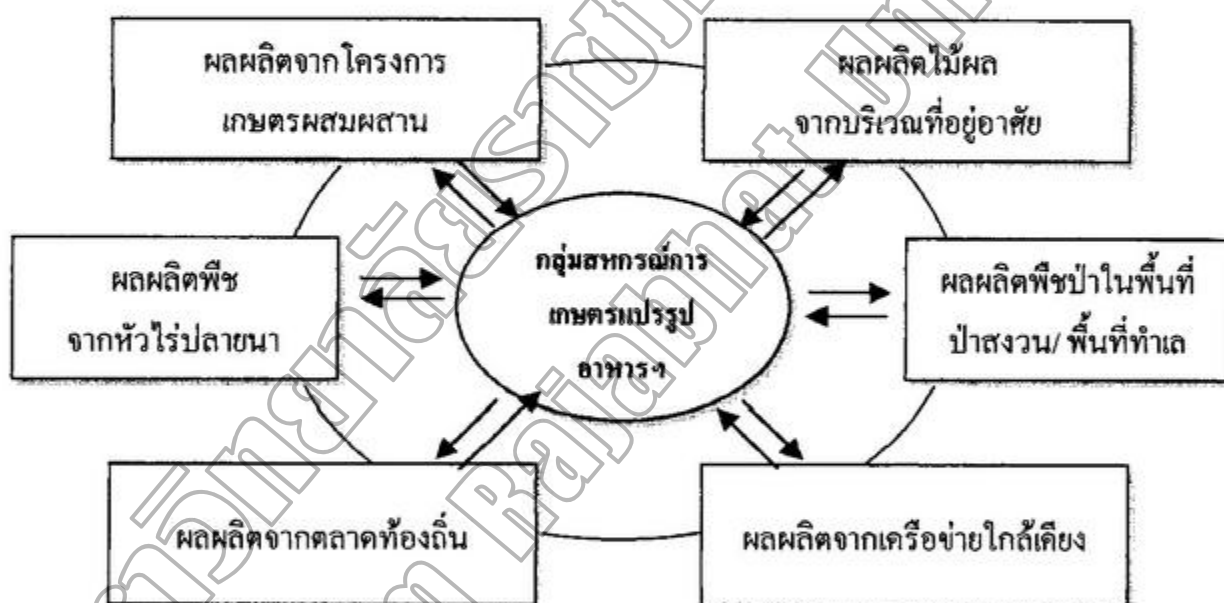 ผลผลิตจากโครงการ
เกษตรผสมผสาน
ผลผลิตไม้ผล
จากบริเวณที่อยู่อาศัย
ผลผลิตพืช
จากหัวไร่ปลายนา
กลุ่มสหกรณ์การ
เกษตรแปรรูป
อาหารฯ
ผลผลิตพืชป่าในพื้นที่
ป่าสงวน/ พื้นที่ทำเล
ผลผลิตจากตลาดท้องถิ่น
ผลผลิตจากเครือข่ายใกล้เคียง
Rajabhat